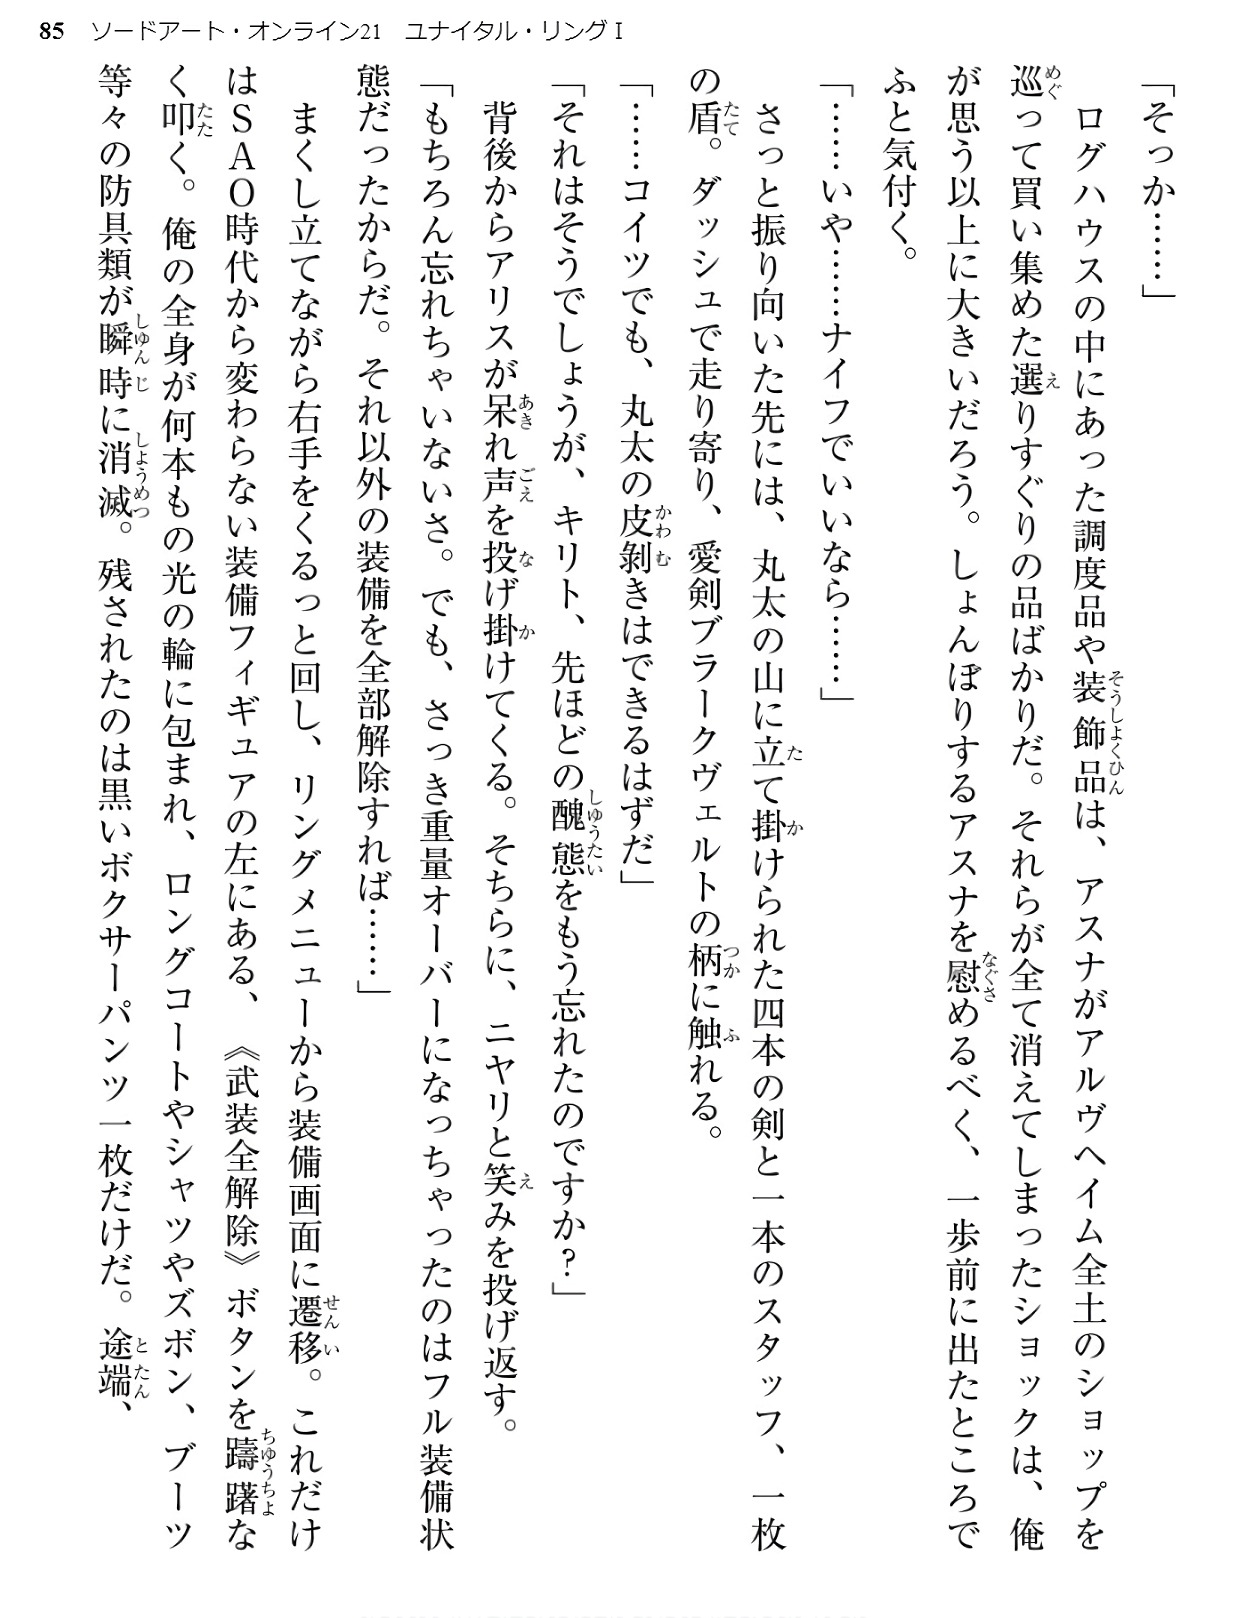 85 ソードアート・オンライン21　ユナイタル・リングⅠ
「そっか……」
　ログハウスの中にあった調度品や装飾品は、アスナがアルヴヘイム全土のショップを
巡って買い集めた選りすぐりの品ばかりだ。それらが全て消えてしまったショックは、俺
が思う以上に大きいだろう。しょんぼりするアスナを慰めるべく、一歩前に出たところで
ふと気付く。
「……いや……ナイフでいいなら……」
　さっと振り向いた先には、丸太の山に立て掛けられた四本の剣と一本のスタッフ、一枚
の盾。ダッシュで走り寄り、愛剣ブラークヴェルトの柄に触れる。
「……コイツでも、丸太の皮剝きはできるはずだ」
「それはそうでしょうが、キリト、先ほどの醜態をもう忘れたのですか？」
　背後からアリスが呆れ声を投げ掛けてくる。そちらに、ニヤリと笑みを投げ返す。
「もちろん忘れちゃいないさ。でも、さっき重量オーバーになっちゃったのはフル装備状
態だったからだ。それ以外の装備を全部解除すれば……」
　まくし立てながら右手をくるっと回し、リングメニューから装備画面に遷移。これだけ
はＳＡＯ時代から変わらない装備フィギュアの左にある、《武装全解除》ボタンを躊躇な
く叩く。俺の全身が何本もの光の輪に包まれ、ロングコートやシャツやズボン、ブーツ
等々の防具類が瞬時に消滅。残されたのは黒いボクサーパンツ一枚だけだ。途端、